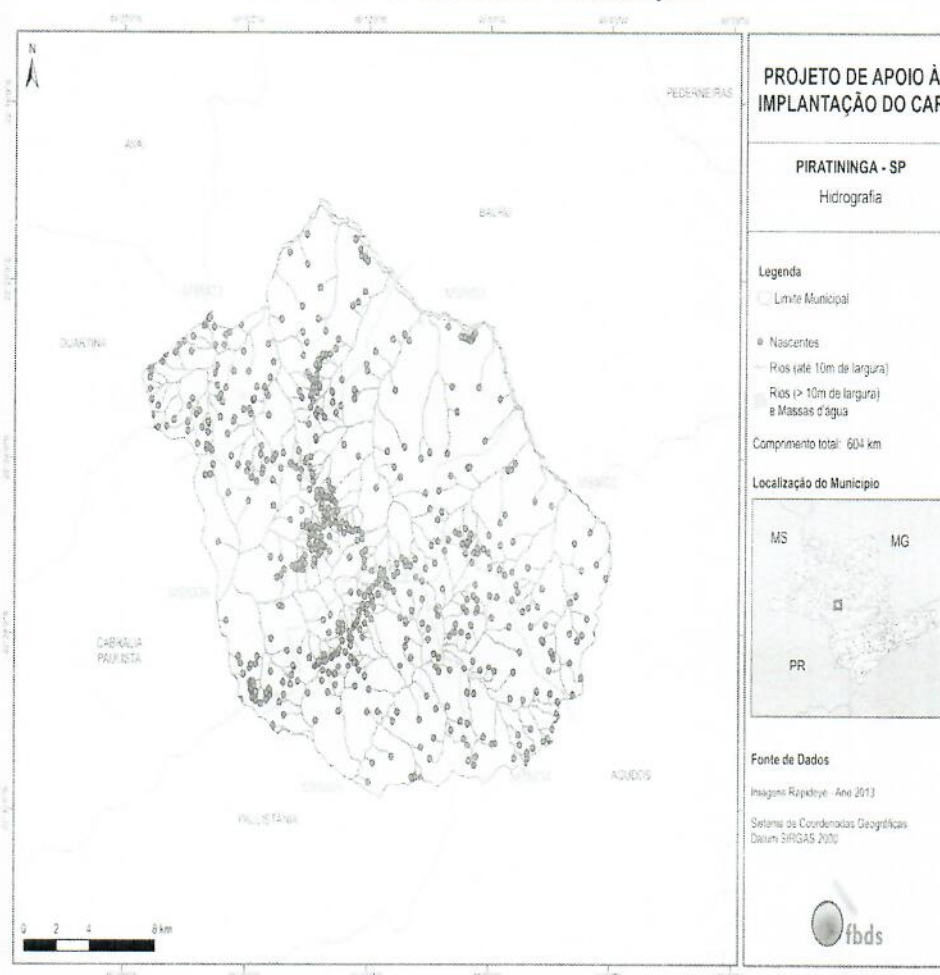 N
PEDERNEIRAS
AVAI
BAURU
DUARTINA
CABRÁLIA
PAULISTA
PAULISTÂNIA
AGUDOS
0 2 4 8 km
PROJETO DE APOIO À
IMPLANTAÇÃO DO CAR
PIRATININGA - SP
Hidrografia
Legenda
Limite Municipal
Nascentes
Rios (até 10m de largura)
Rios (> 10m de largura)
e Massas d'água
Comprimento total: 604 km
Localização do Município
MS
MG
PR
Fonte de Dados
Imagens Rapideye - Ano 2013
Sistema de Coordenadas Geográficas
Datum SIRGAS 2000
fbds